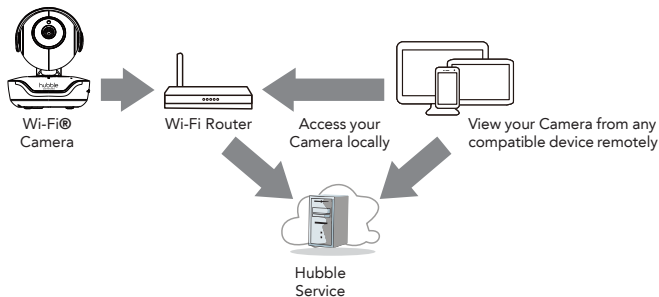 hubble
Wi-Fi® Camera
Wi-Fi Router
Access your
Camera locally
View your Camera from any
compatible device remotely
Hubble
Service